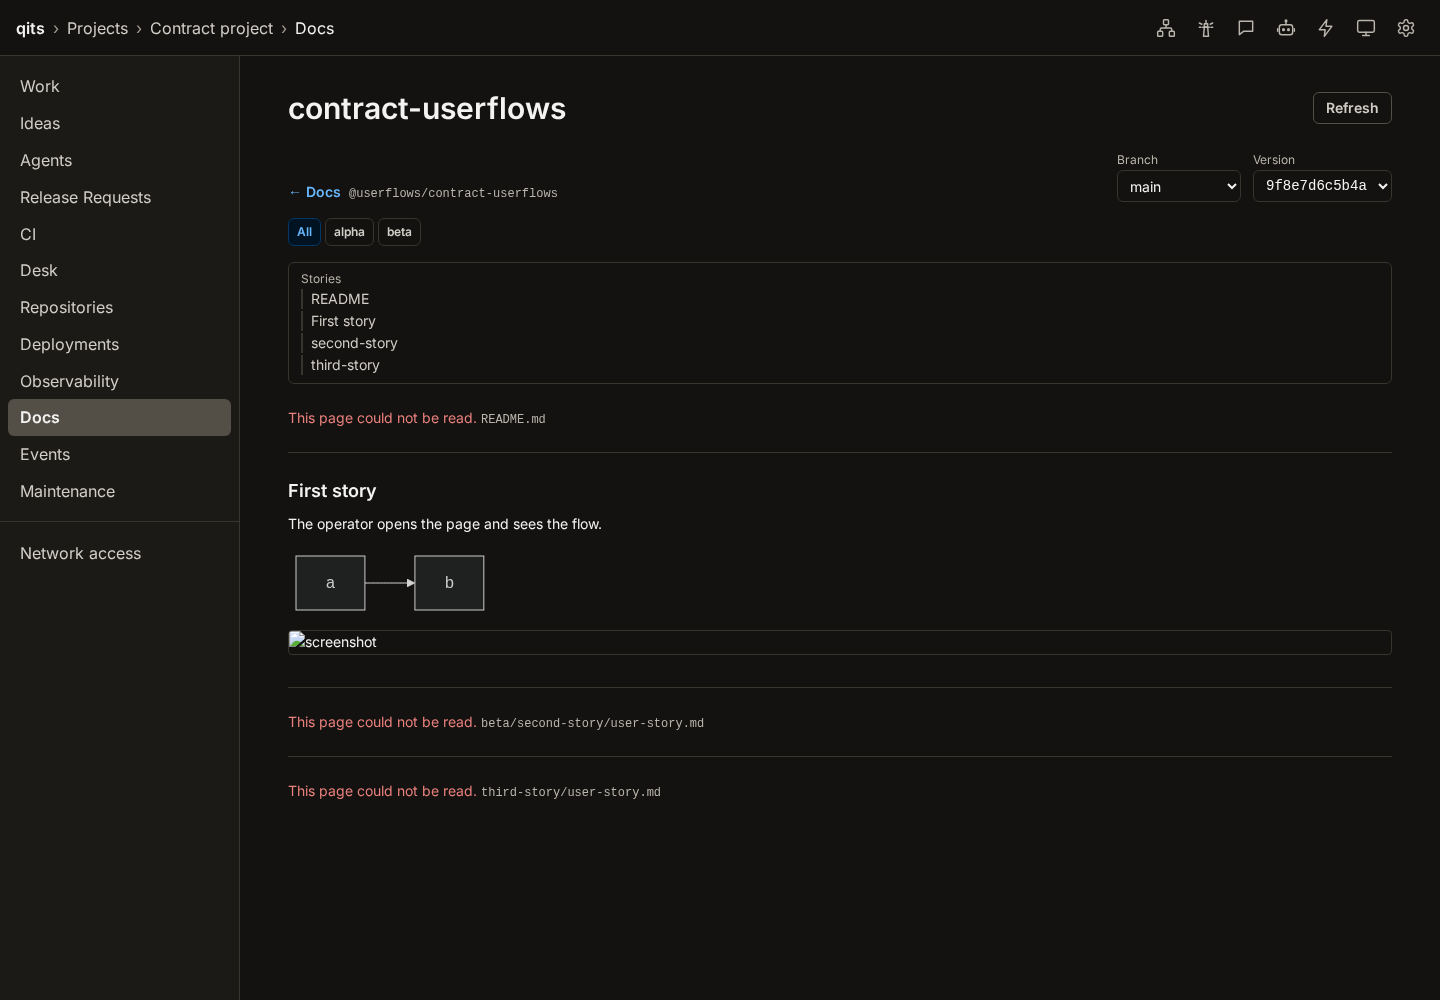 qits › Projects › Contract project › Docs
Work
Ideas
Agents
Release Requests
CI
Desk
Repositories
Deployments
Observability
Docs
Events
Maintenance
Network access
contract-userflows
Refresh
Branch
Version
← Docs @userflows/contract-userflows
main
9f8e7d6c5b4a
All
alpha
beta
Stories
README
First story
second-story
third-story
This page could not be read. README.md
First story
The operator opens the page and sees the flow.
a
b
screenshot
This page could not be read. beta/second-story/user-story.md
This page could not be read. third-story/user-story.md